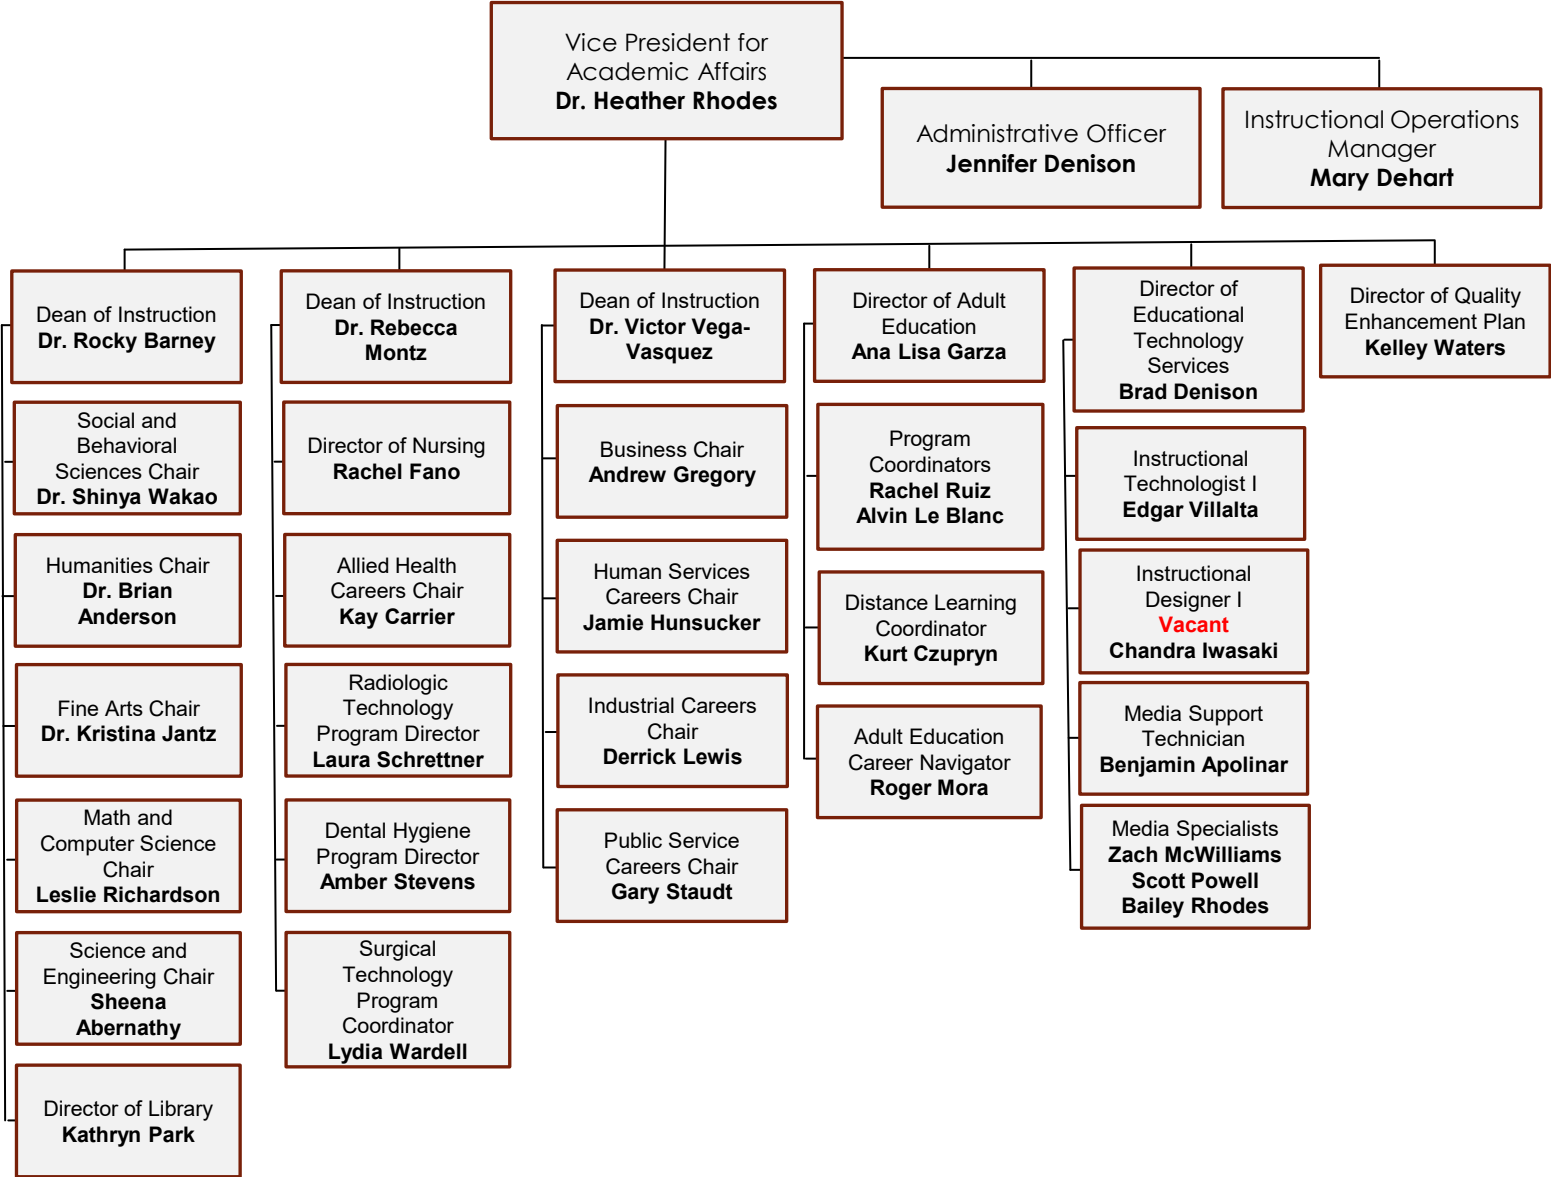 Vice President for
Academic Affairs
Dr. Heather Rhodes
Administrative Officer
Jennifer Denison
Instructional Operations
Manager
Mary Dehart
Dean of Instruction
Dr. Rocky Barney
Social and
Behavioral
Sciences Chair
Dr. Shinya Wakao
Humanities Chair
Dr. Brian
Anderson
Fine Arts Chair
Dr. Kristina Jantz
Math and
Computer Science
Chair
Leslie Richardson
Science and
Engineering Chair
Sheena
Abernathy
Director of Library
Kathryn Park
Dean of Instruction
Dr. Rebecca
Montz
Director of Nursing
Rachel Fano
Allied Health
Careers Chair
Kay Carrier
Radiologic
Technology
Program Director
Laura Schrettner
Dental Hygiene
Program Director
Amber Stevens
Surgical
Technology
Program
Coordinator
Lydia Wardell
Dean of Instruction
Dr. Victor Vega-
Vasquez
Business Chair
Andrew Gregory
Human Services
Careers Chair
Jamie Hunsucker
Industrial Careers
Chair
Derrick Lewis
Public Service
Careers Chair
Gary Staudt
Director of Adult
Education
Ana Lisa Garza
Program
Coordinators
Rachel Ruiz
Alvin Le Blanc
Distance Learning
Coordinator
Kurt Czupryn
Adult Education
Career Navigator
Roger Mora
Director of
Educational
Technology
Services
Brad Denison
Instructional
Technologist I
Edgar Villalta
Instructional
Designer I
Vacant
Chandra Iwasaki
Media Support
Technician
Benjamin Apolinar
Media Specialists
Zach McWilliams
Scott Powell
Bailey Rhodes
Director of Quality
Enhancement Plan
Kelley Waters